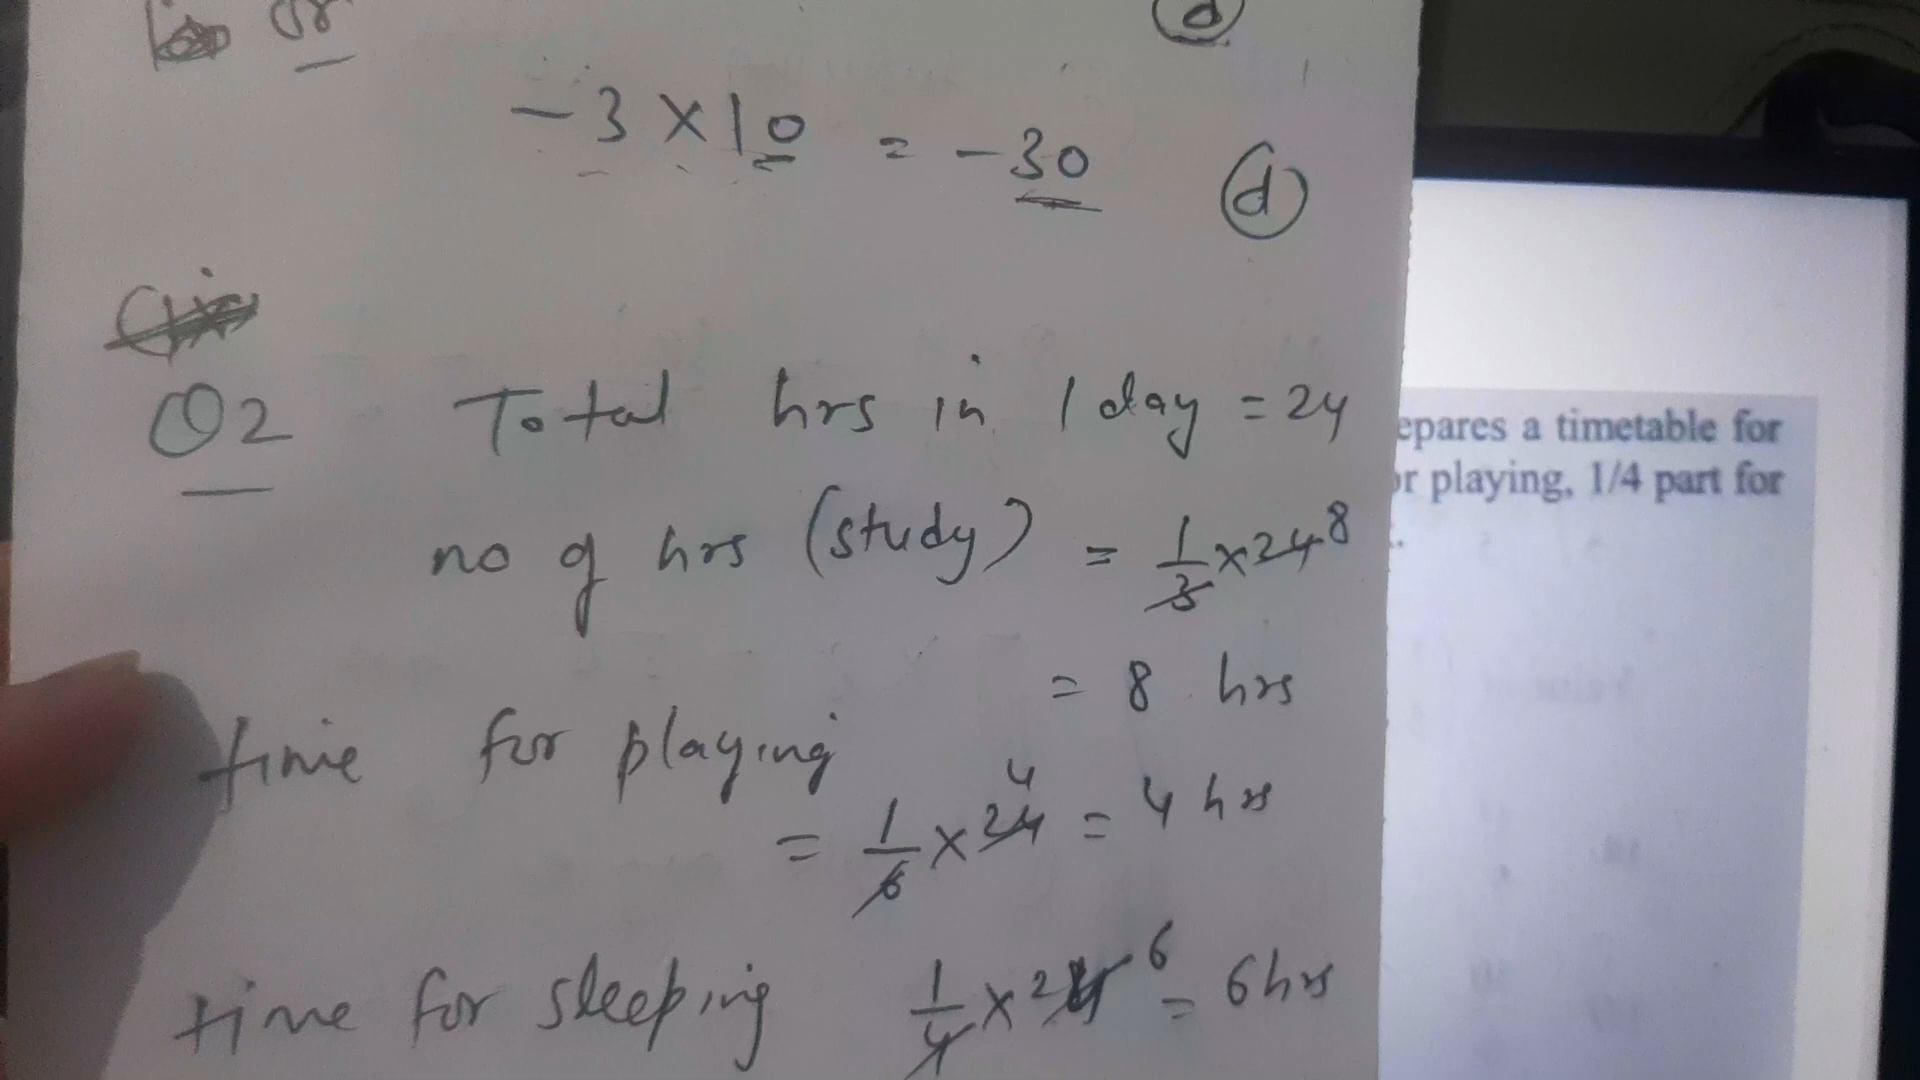 Or
d
-3 × 10 = -30 (d)
Q2 Total hrs in 1 day = 24
no of hrs (study) = 1/3 × 24 8
= 8 hrs
time for playing
= 1/6 × 24 4 = 4 hrs
time for sleeping 1/4 × 24 6 = 6 hrs
epares a timetable for
r playing, 1/4 part for